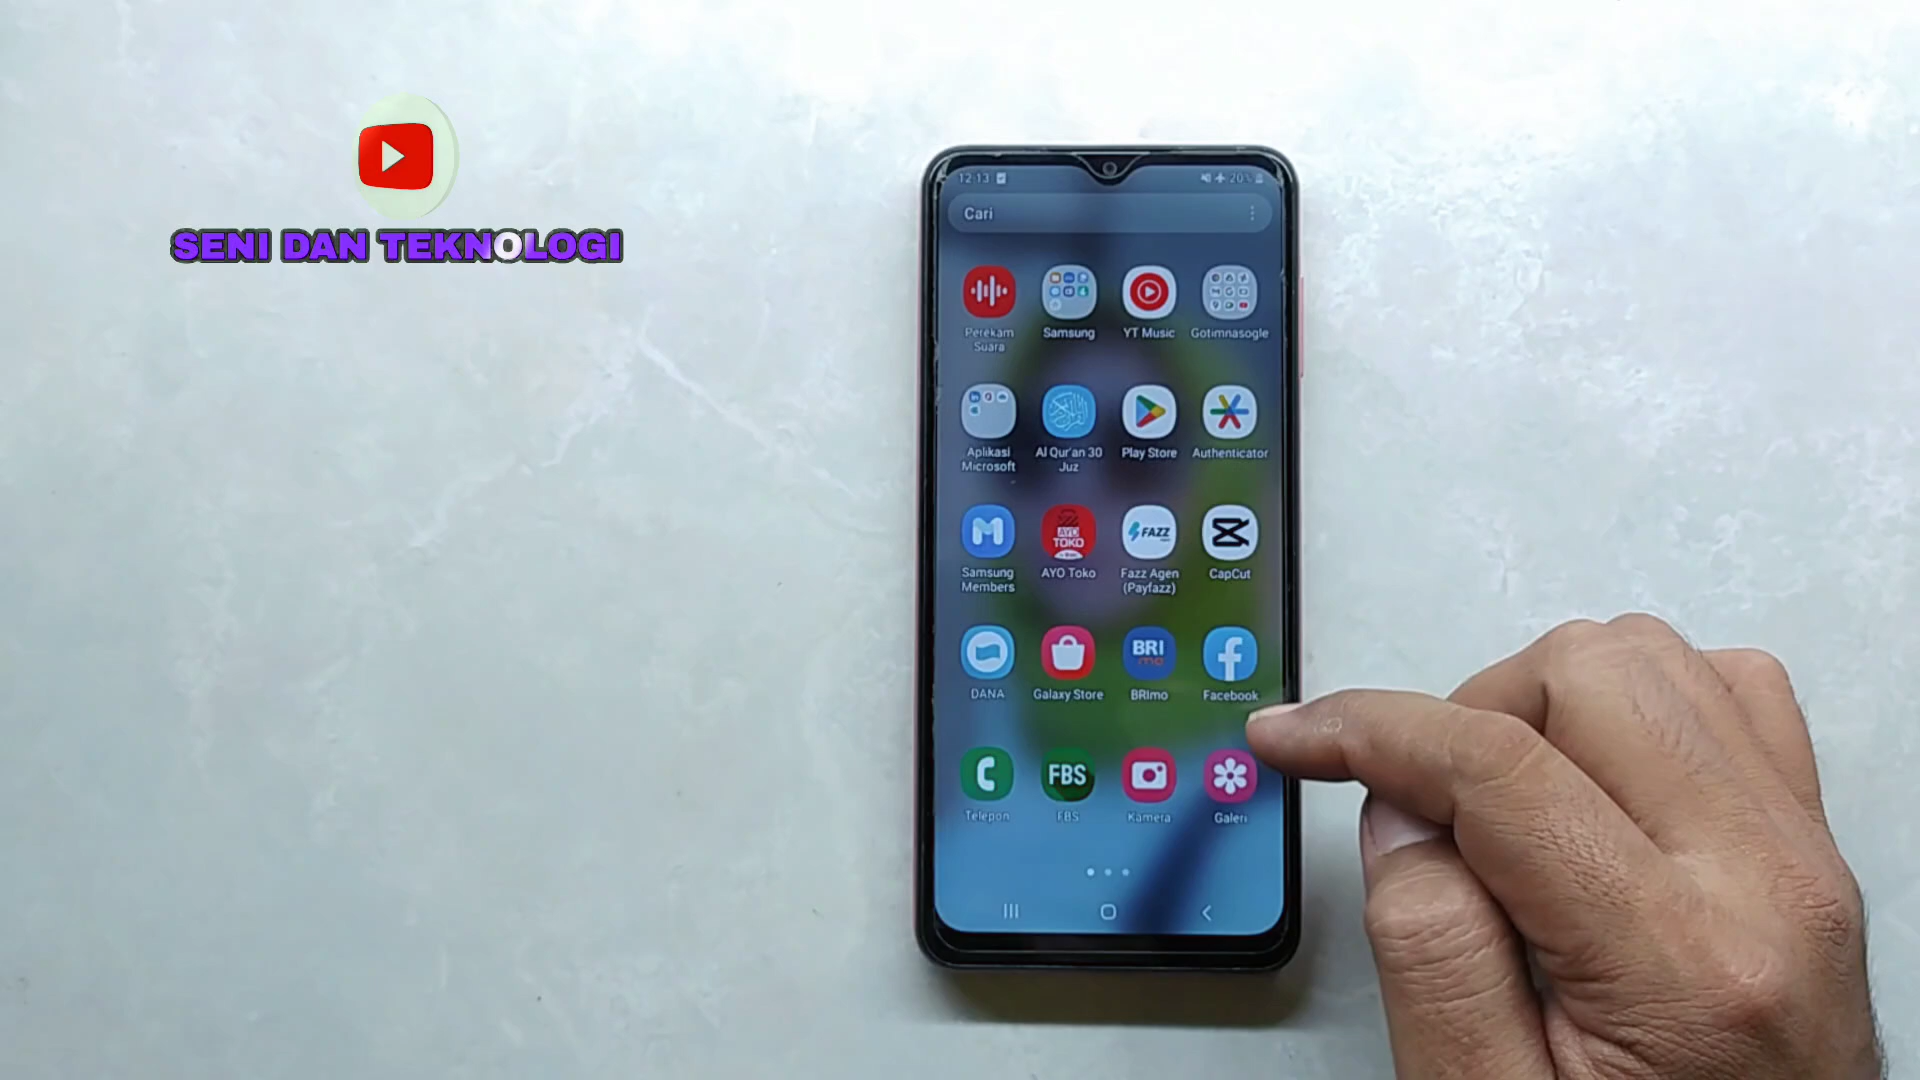 SENI DAN TEKNOLOGI
12.13
20%
Cari
Perekam Suara
Samsung
YT Music
Gotimnasogle
Aplikasi Microsoft
Al Qur'an 30 Juz
Play Store
Authenticator
Samsung Members
AYO TOKO
AYO Toko
FAZZ
Fazz Agen (Payfazz)
CapCut
DANA
Galaxy Store
BRI mo
BRImo
Facebook
Telepon
FBS
FBS
Kamera
Galeri